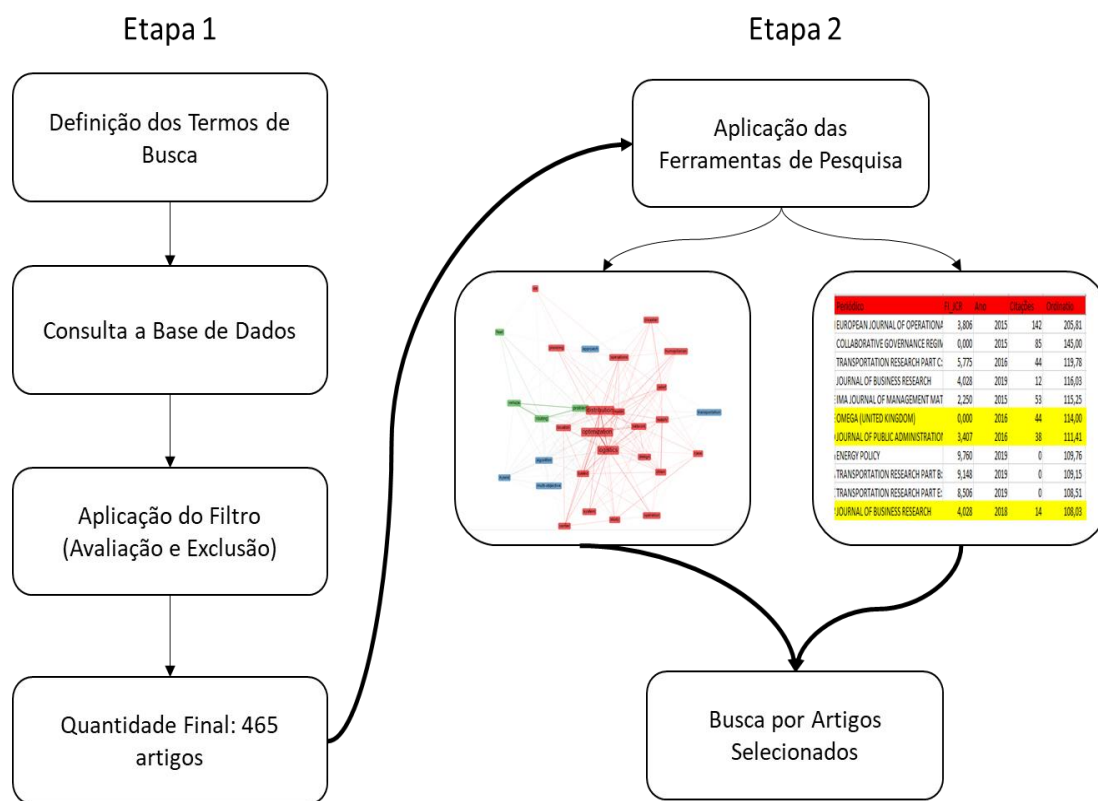 Etapa 1
Definição dos Termos de
Busca
Consulta a Base de Dados
Aplicação do Filtro
(Avaliação e Exclusão)
Quantidade Final: 465
artigos
Etapa 2
Aplicação das
Ferramentas de Pesquisa
distribution
optimization
logistics
Periódico FI_JCR Ano Citações Ordinatio
EUROPEAN JOURNAL OF OPERATIONA 3,806 2015 142 205,81
COLLABORATIVE GOVERNANCE REGIM 0,000 2015 85 145,00
TRANSPORTATION RESEARCH PART C: 5,775 2016 44 119,78
JOURNAL OF BUSINESS RESEARCH 4,028 2019 12 116,03
IMA JOURNAL OF MANAGEMENT MAT 2,250 2015 53 115,25
OMEGA (UNITED KINGDOM) 0,000 2016 44 114,00
JOURNAL OF PUBLIC ADMINISTRATION 3,407 2016 38 111,41
ENERGY POLICY 9,760 2019 0 109,76
TRANSPORTATION RESEARCH PART B: 9,148 2019 0 109,15
TRANSPORTATION RESEARCH PART E: 8,506 2019 0 108,51
JOURNAL OF BUSINESS RESEARCH 4,028 2018 14 108,03
Busca por Artigos
Selecionados